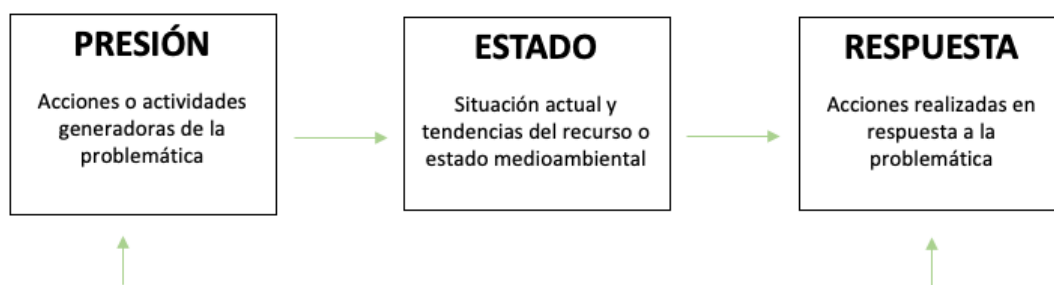 PRESIÓN
Acciones o actividades
generadoras de la
problemática
ESTADO
Situación actual y
tendencias del recurso o
estado medioambiental
RESPUESTA
Acciones realizadas en
respuesta a la
problemática